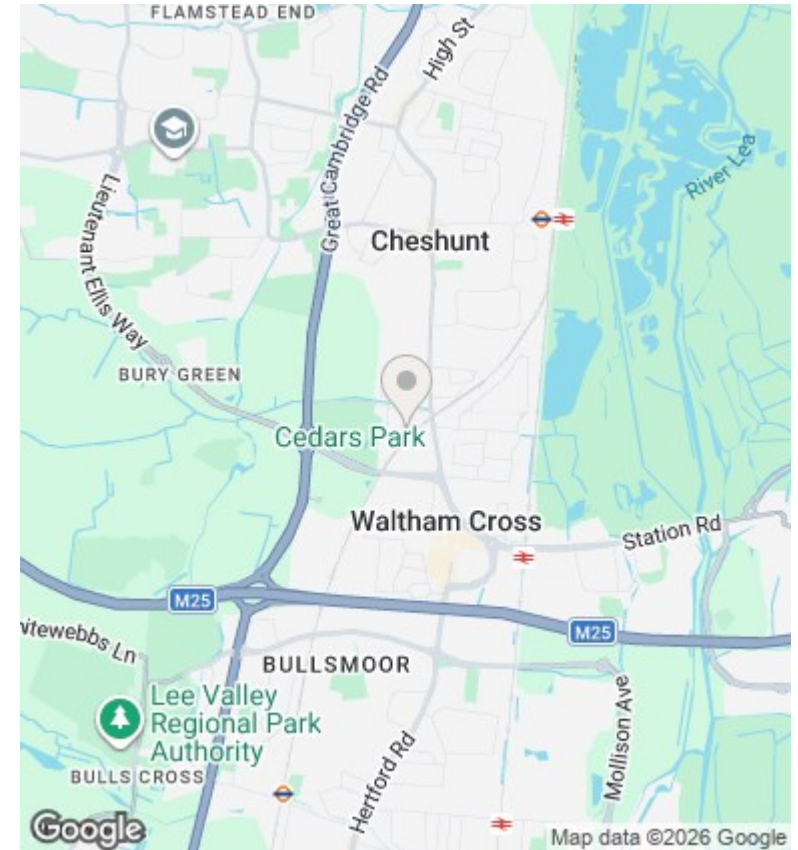 FLAMSTEAD END
High St
Great Cambridge Rd
River Lea
Lieutenant Ellis Way
Cheshunt
BURY GREEN
Cedars Park
Waltham Cross
Station Rd
M25
M25
itewebbs Ln
BULLSMOOR
Lee Valley
Regional Park
Authority
Mollison Ave
BULLS CROSS
Hertford Rd
Google
Map data ©2026 Google